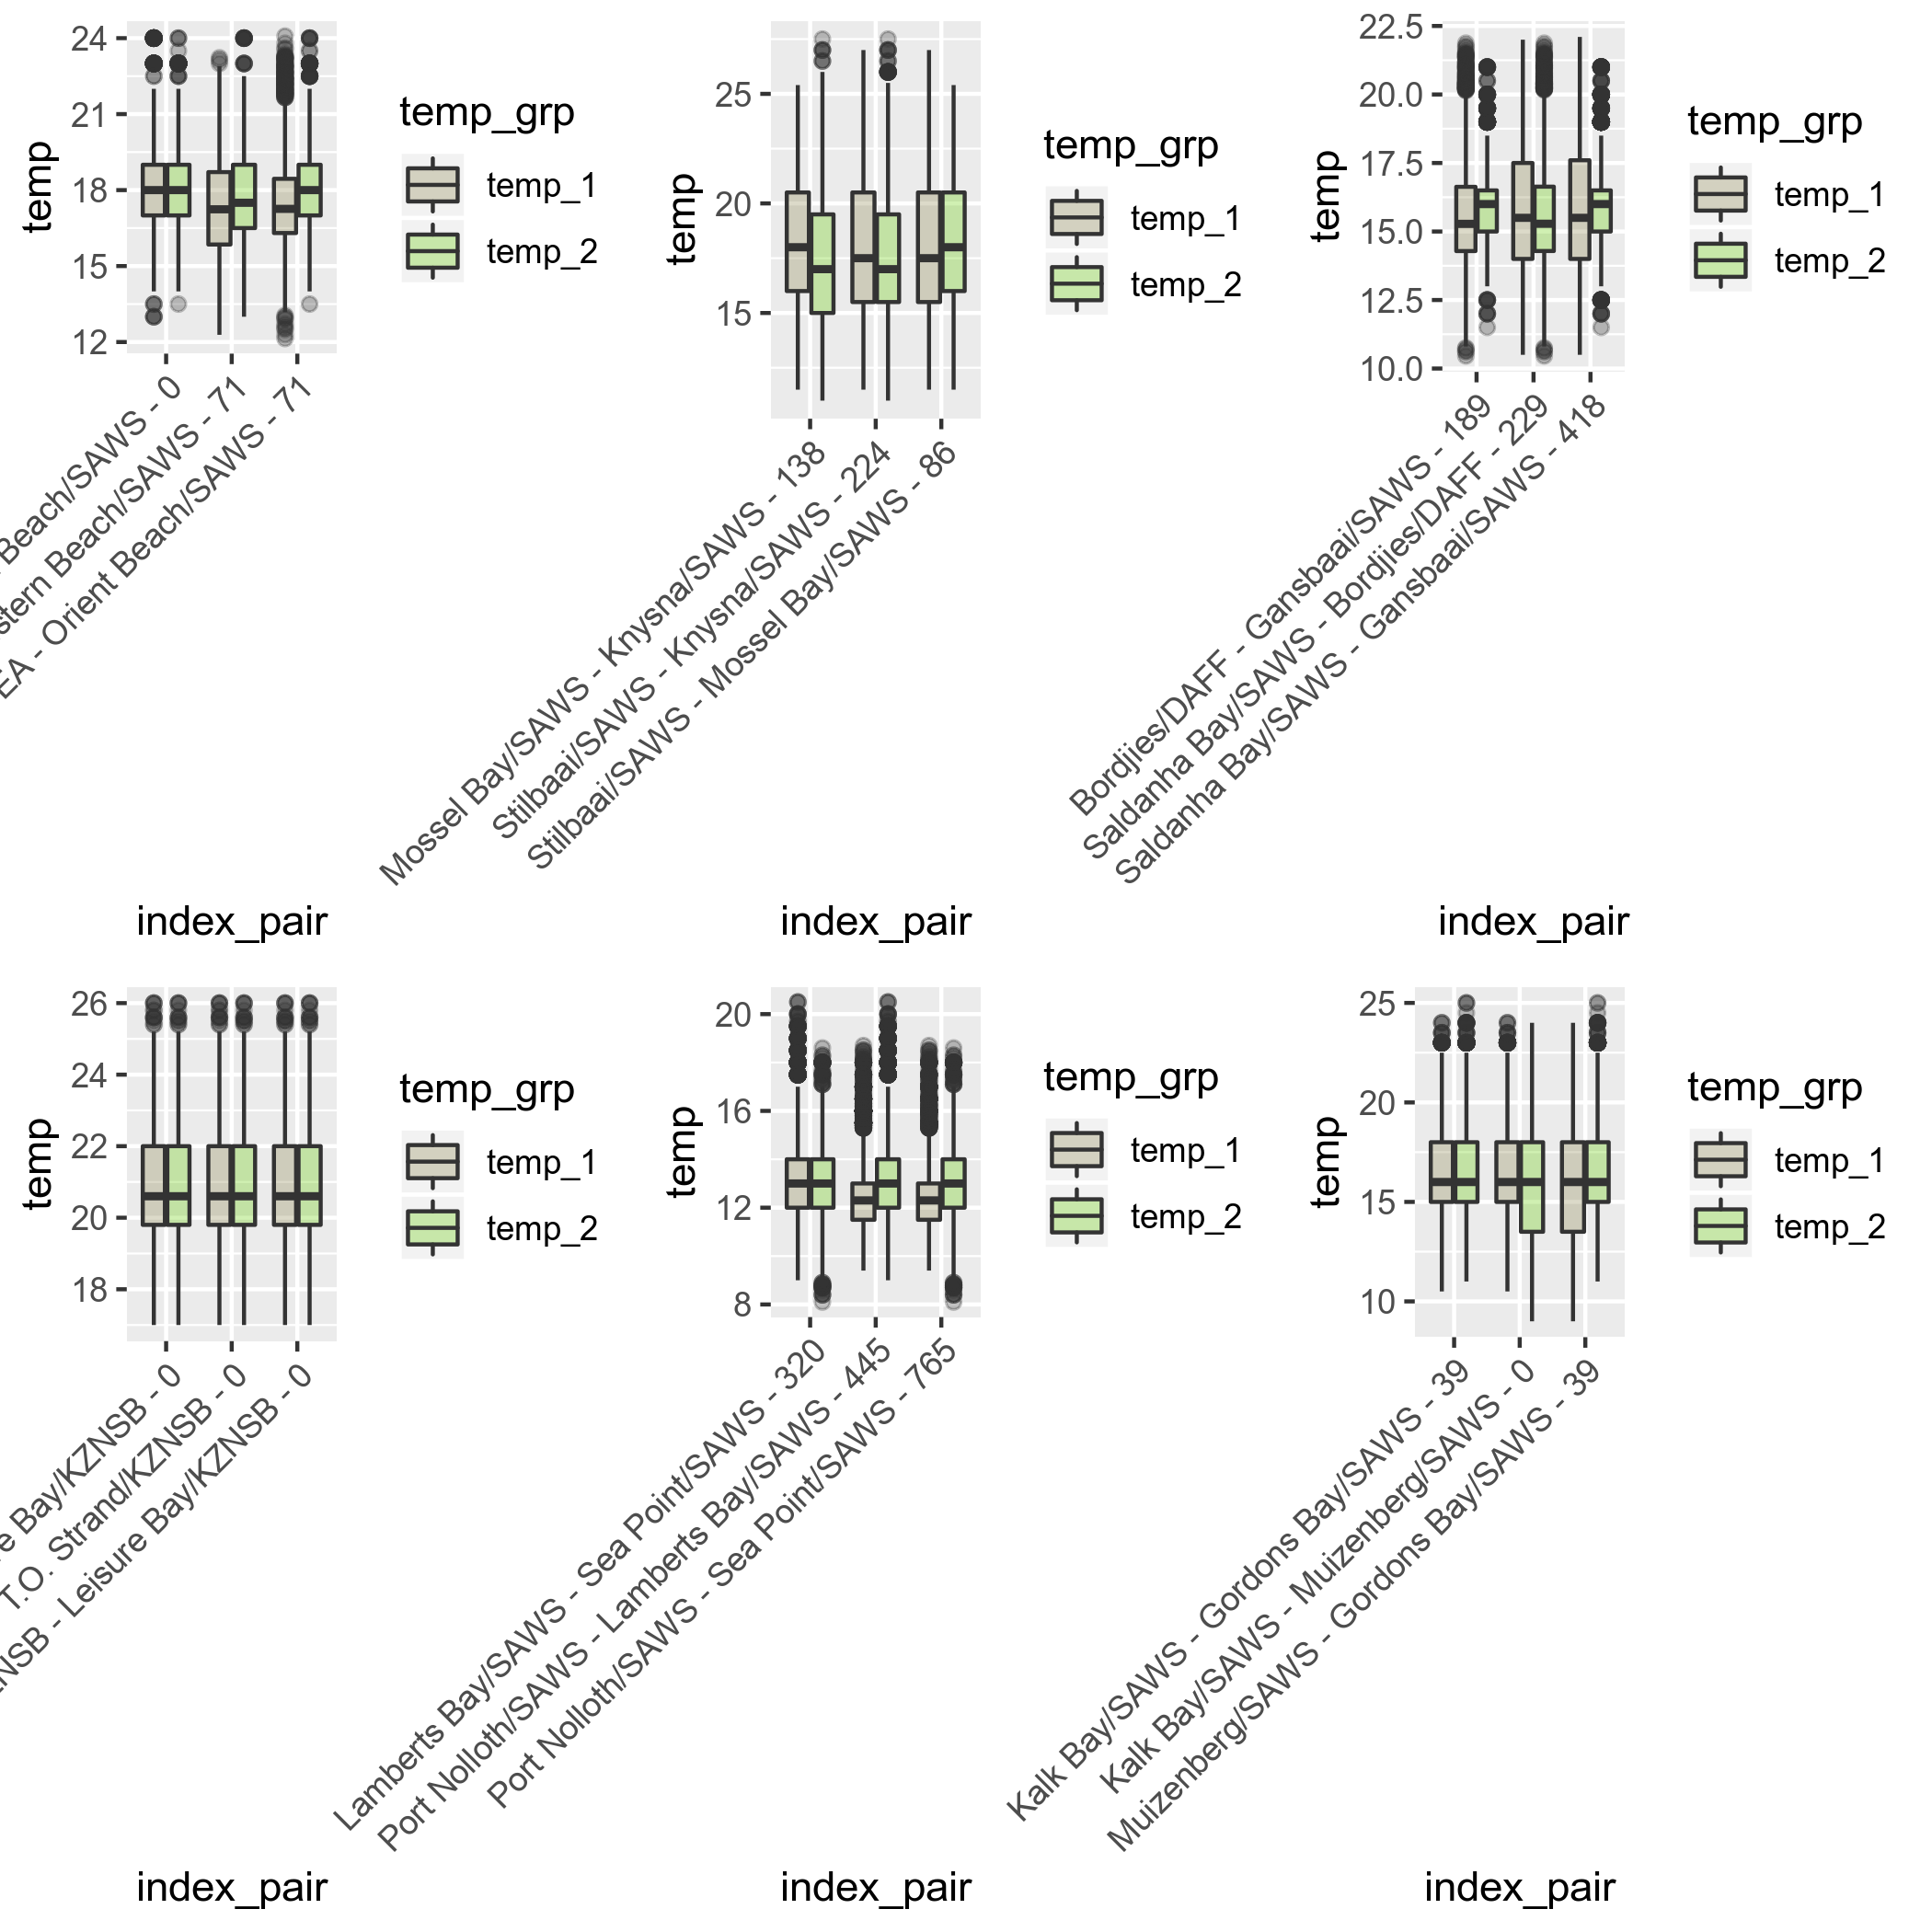 24
21
18
15
12
temp
Beach/SAWS - 0
stern Beach/SAWS - 71
EA - Orient Beach/SAWS - 71
index_pair
temp_grp
temp_1
temp_2
25
20
15
temp
Mossel Bay/SAWS - Knysna/SAWS - 138
Stilbaai/SAWS - Knysna/SAWS - 224
Stilbaai/SAWS - Mossel Bay/SAWS - 86
index_pair
temp_grp
temp_1
temp_2
22.5
20.0
17.5
15.0
12.5
10.0
temp
Bordjies/DAFF - Gansbaai/SAWS - 189
Saldanha Bay/SAWS - Bordjies/DAFF - 229
Saldanha Bay/SAWS - Gansbaai/SAWS - 418
index_pair
temp_grp
temp_1
temp_2
26
24
22
20
18
temp
e Bay/KZNSB - 0
T.O. Strand/KZNSB - 0
NSB - Leisure Bay/KZNSB - 0
index_pair
temp_grp
temp_1
temp_2
20
16
12
8
temp
Lamberts Bay/SAWS - Sea Point/SAWS - 320
Port Nolloth/SAWS - Lamberts Bay/SAWS - 445
Port Nolloth/SAWS - Sea Point/SAWS - 765
index_pair
temp_grp
temp_1
temp_2
25
20
15
10
temp
Kalk Bay/SAWS - Gordons Bay/SAWS - 39
Kalk Bay/SAWS - Muizenberg/SAWS - 0
Muizenberg/SAWS - Gordons Bay/SAWS - 39
index_pair
temp_grp
temp_1
temp_2